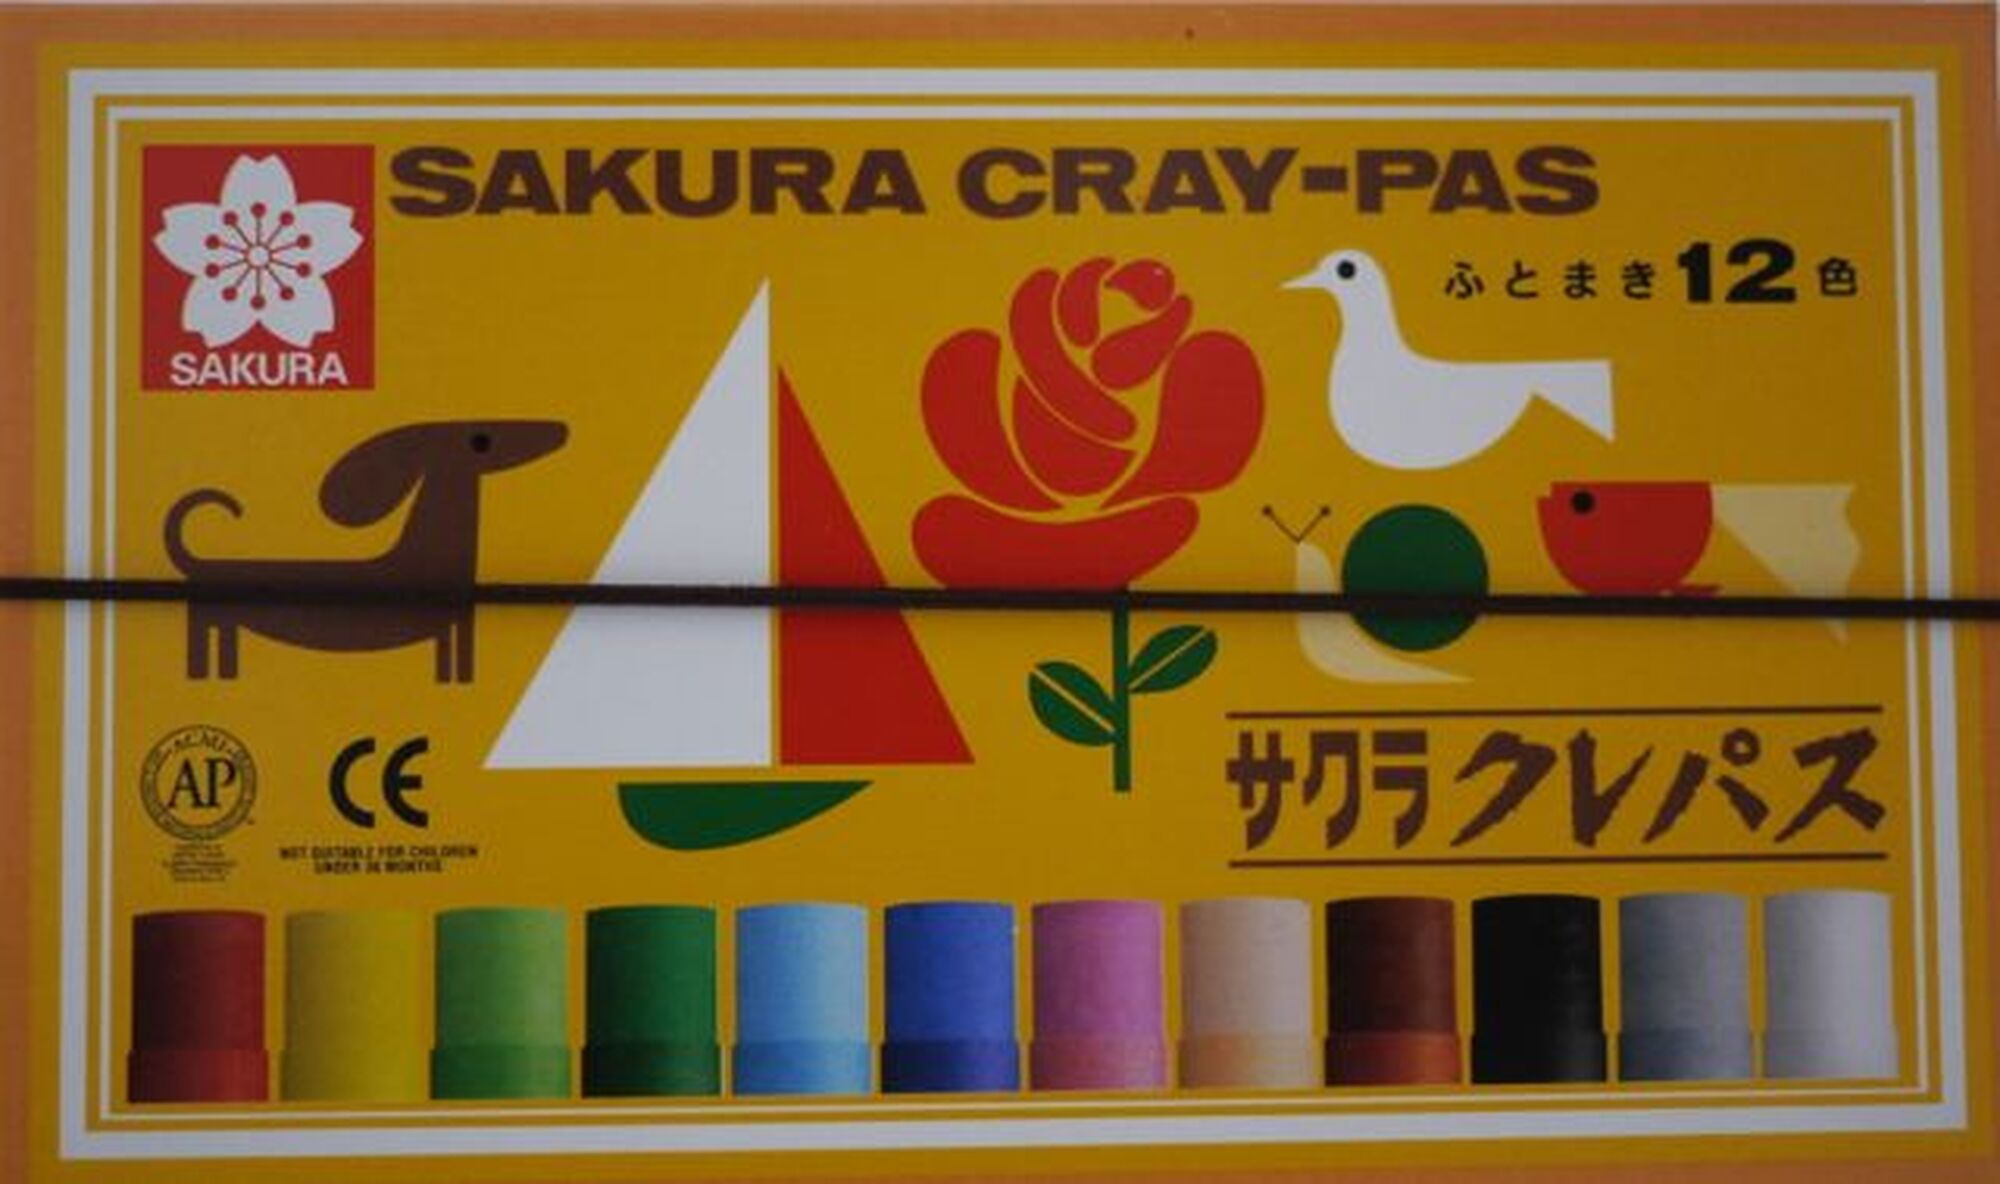 SAKURA CRAY-PAS
SAKURA
ふとまき12色
ACMI
AP
CE
NOT SUITABLE FOR CHILDREN
UNDER 36 MONTHS
サクラクレパス